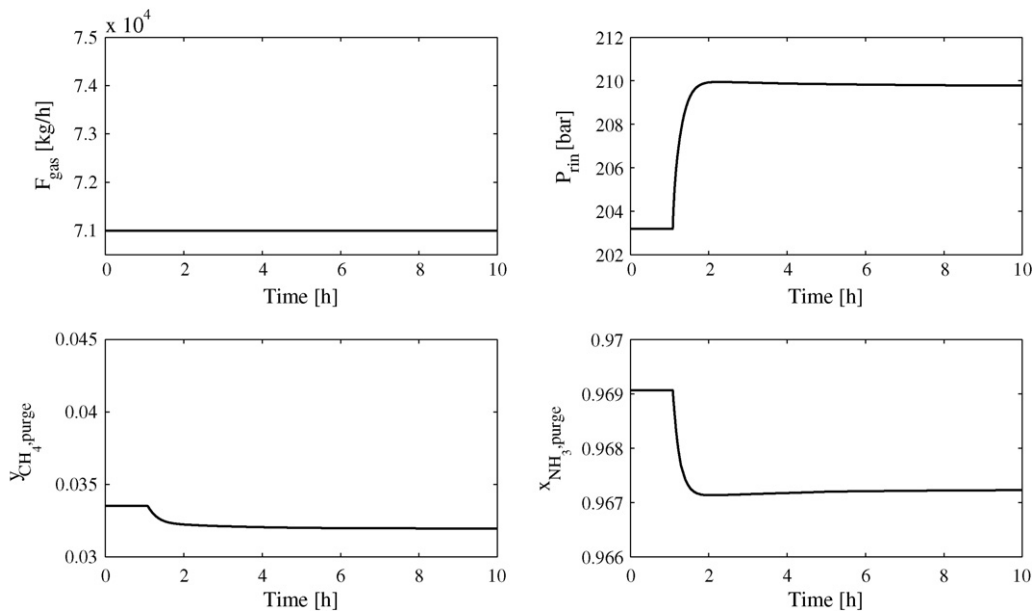 x 10⁴
7.5
7.4
7.3
7.2
7.1
F_gas [kg/h]
0 2 4 6 8 10
Time [h]
212
210
208
206
204
203
202
P_rin [bar]
0 2 4 6 8 10
Time [h]
0.045
0.04
0.035
0.03
y_CH₄,purge
0 2 4 6 8 10
Time [h]
0.97
0.969
0.968
0.967
0.966
x_NH₃,purge
0 2 4 6 8 10
Time [h]